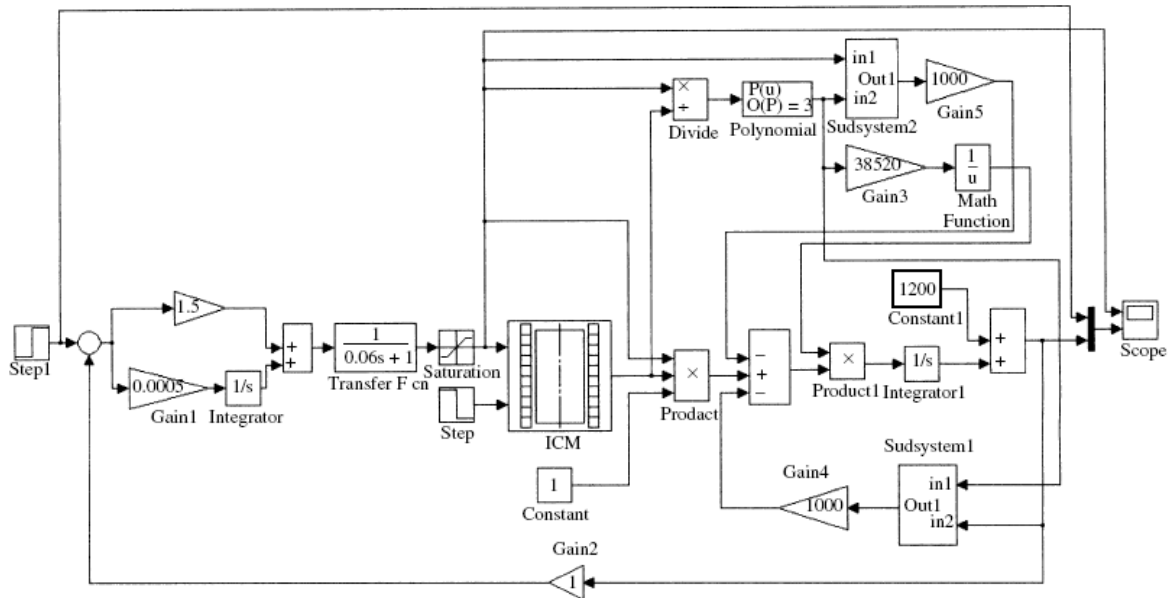 in1
Out1
in2
Sudsystem2
1000
Gain5
×
÷
Divide
P(u)
O(P) = 3
Polynomial
38520
Gain3
1
u
Math
Function
1200
Constant1
Step1
1.5
0.0005
Gain1
1/s
Integrator
+
+
1
0.06s + 1
Transfer F cn
Saturation
Step
ICM
1
Constant
×
Prodact
−
+
−
×
Product1
1/s
Integrator1
+
+
Scope
Sudsystem1
in1
Out1
in2
Gain4
1000
Gain2
1